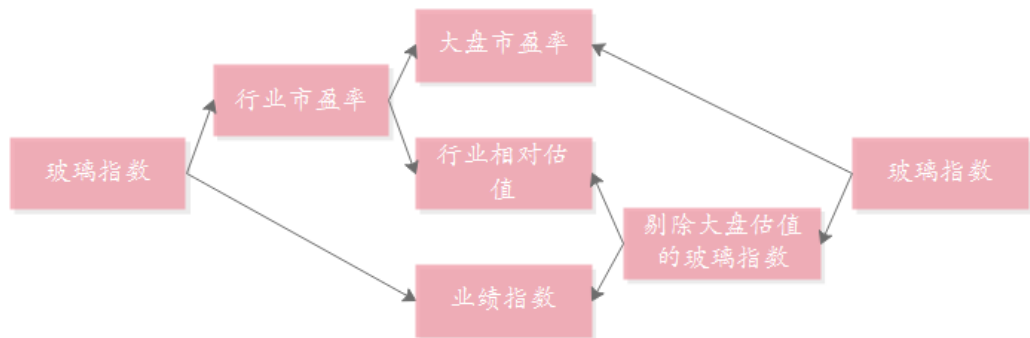 大盘市盈率
行业市盈率
玻璃指数
行业相对估
值
玻璃指数
剔除大盘估值
的玻璃指数
业绩指数